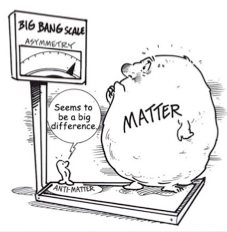 BIG BANG SCALE
ASYMMETRY
Seems to
be a big
difference.
MATTER
ANTI-MATTER